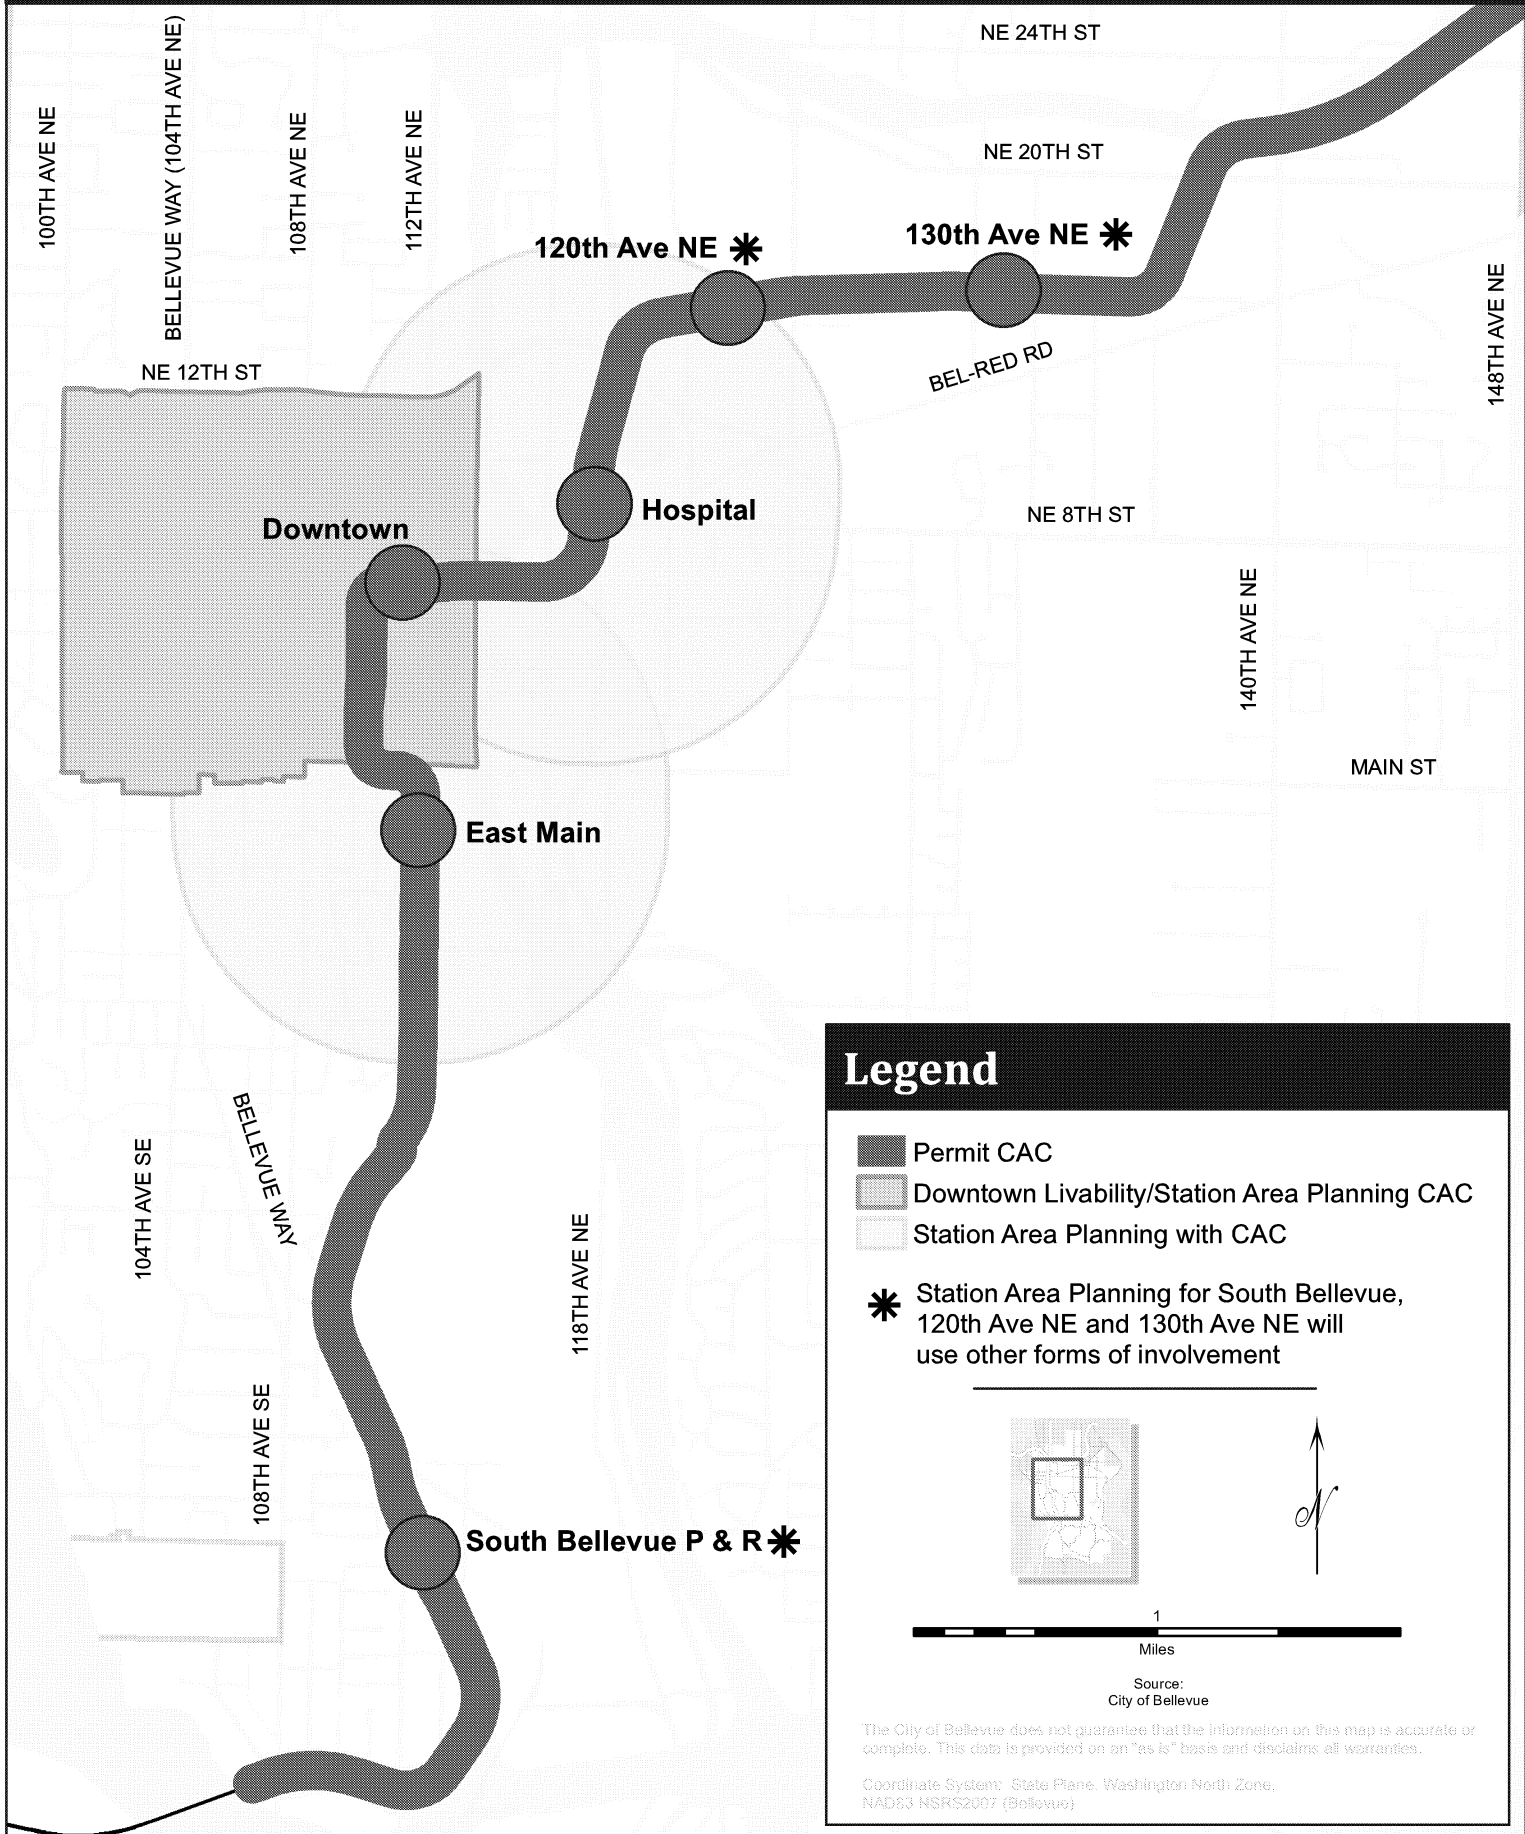 NE 24TH ST
BELLEVUE WAY (104TH AVE NE)
100TH AVE NE
108TH AVE NE
112TH AVE NE
NE 20TH ST
120th Ave NE ✱
130th Ave NE ✱
148TH AVE NE
NE 12TH ST
BEL-RED RD
Hospital
NE 8TH ST
Downtown
140TH AVE NE
MAIN ST
East Main
BELLEVUE WAY
104TH AVE SE
118TH AVE NE
108TH AVE SE
South Bellevue P & R ✱
Legend
Permit CAC
Downtown Livability/Station Area Planning CAC
Station Area Planning with CAC
✱ Station Area Planning for South Bellevue,
120th Ave NE and 130th Ave NE will
use other forms of involvement
N
1
Miles
Source:
City of Bellevue
The City of Bellevue does not guarantee that the information on this map is accurate or
complete. This data is provided on an "as is" basis and disclaims all warranties.
Coordinate System: State Plane, Washington North Zone,
NAD83 NSRS2007 (Bellevue)